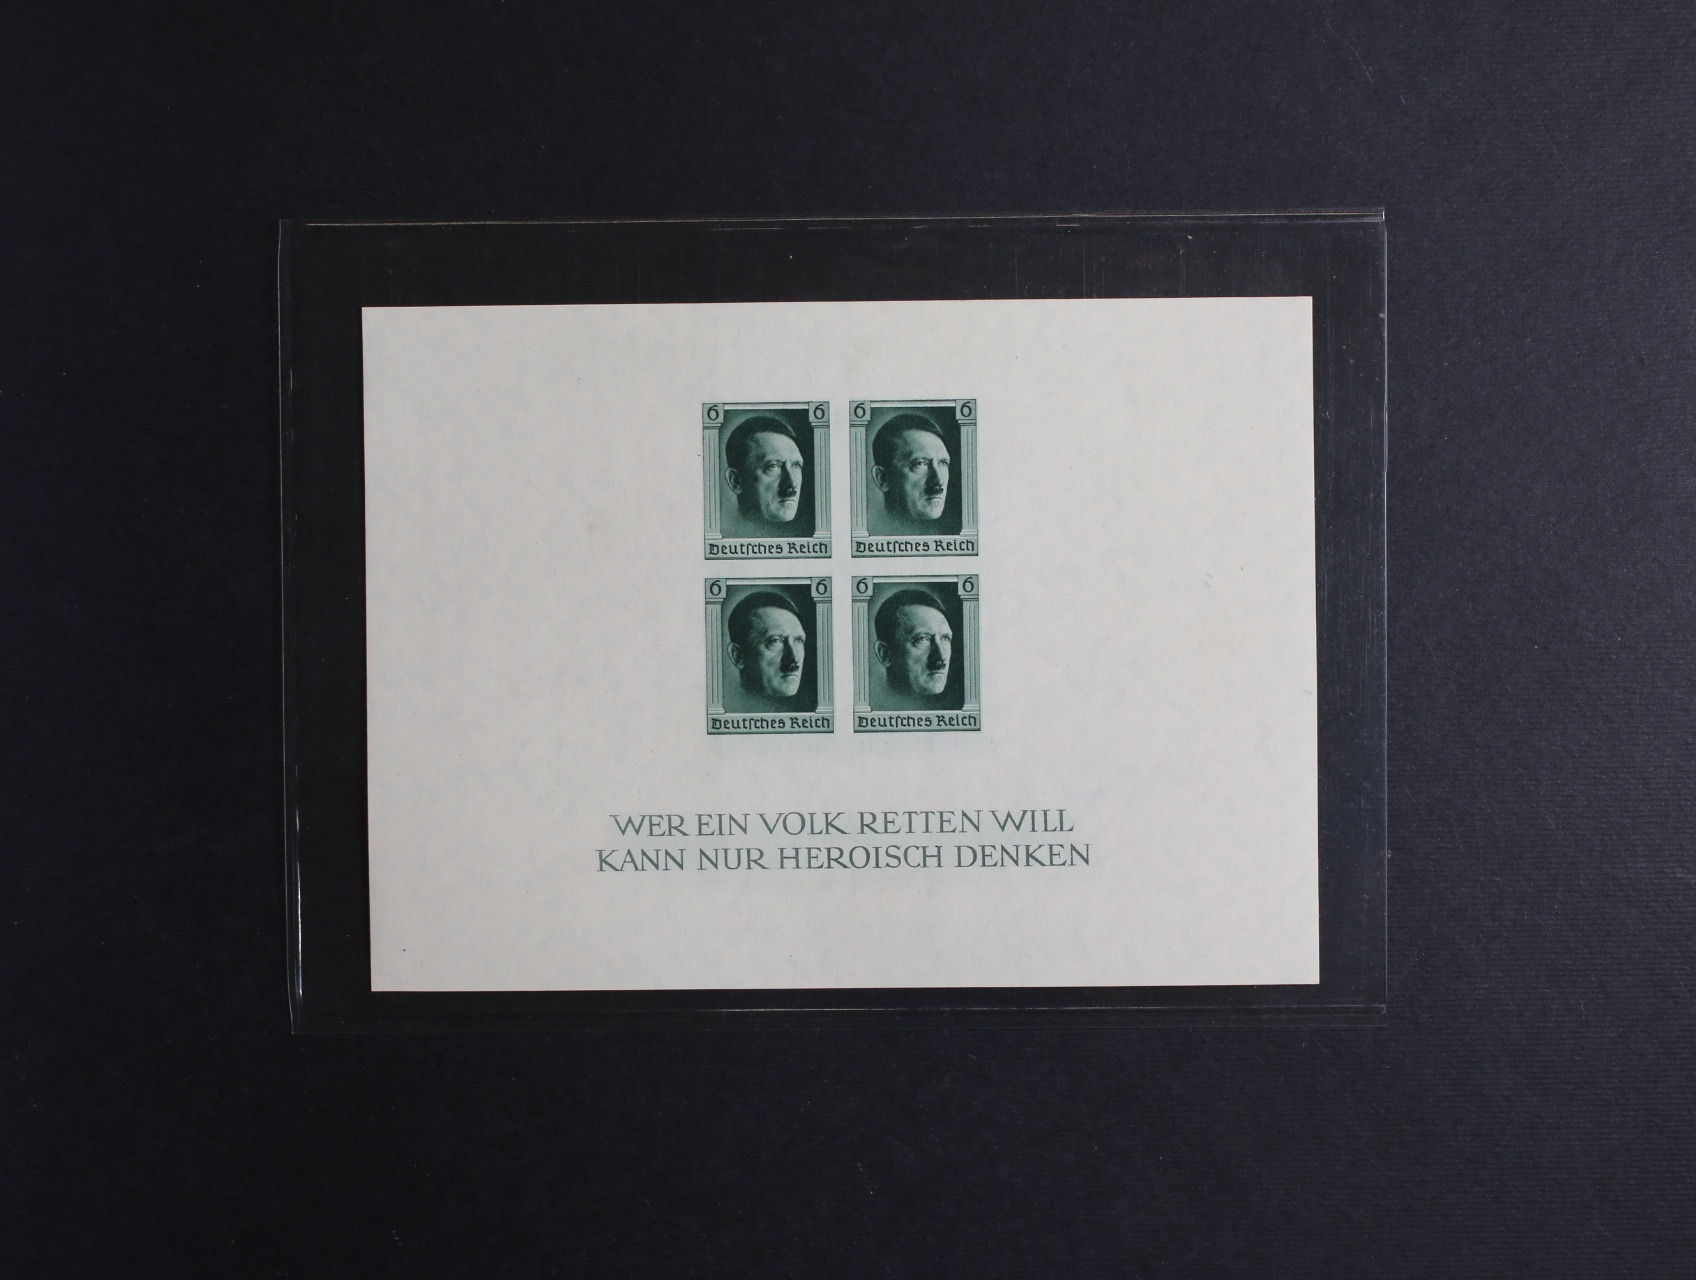 6 6 6 6
Deutſches Reich Deutſches Reich
6 6 6 6
Deutſches Reich Deutſches Reich
WER EIN VOLK RETTEN WILL
KANN NUR HEROISCH DENKEN